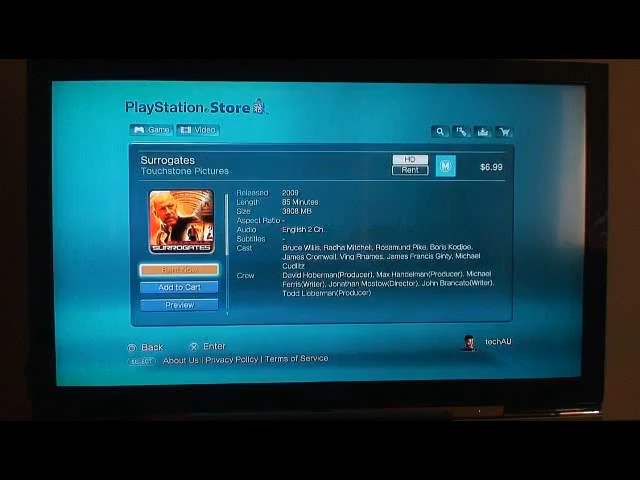 PlayStation Store
Game Video
Surrogates
Touchstone Pictures
HD
Rent
M
$6.99
Released 2009
Length 85 Minutes
Size 3808 MB
Aspect Ratio -
Audio English 2 Ch.
Subtitles -
Cast Bruce Willis, Radha Mitchell, Rosamund Pike, Boris Kodjoe,
James Cromwell, Ving Rhames, James Francis Ginty, Michael
Cudlitz
Crew David Hoberman(Producer), Max Handelman(Producer), Michael
Ferris(Writer), Jonathan Mostow(Director), John Brancato(Writer),
Todd Lieberman(Producer)
SURROGATES
Rent Now
Add to Cart
Preview
Back Enter
techAU
SELECT About Us | Privacy Policy | Terms of Service